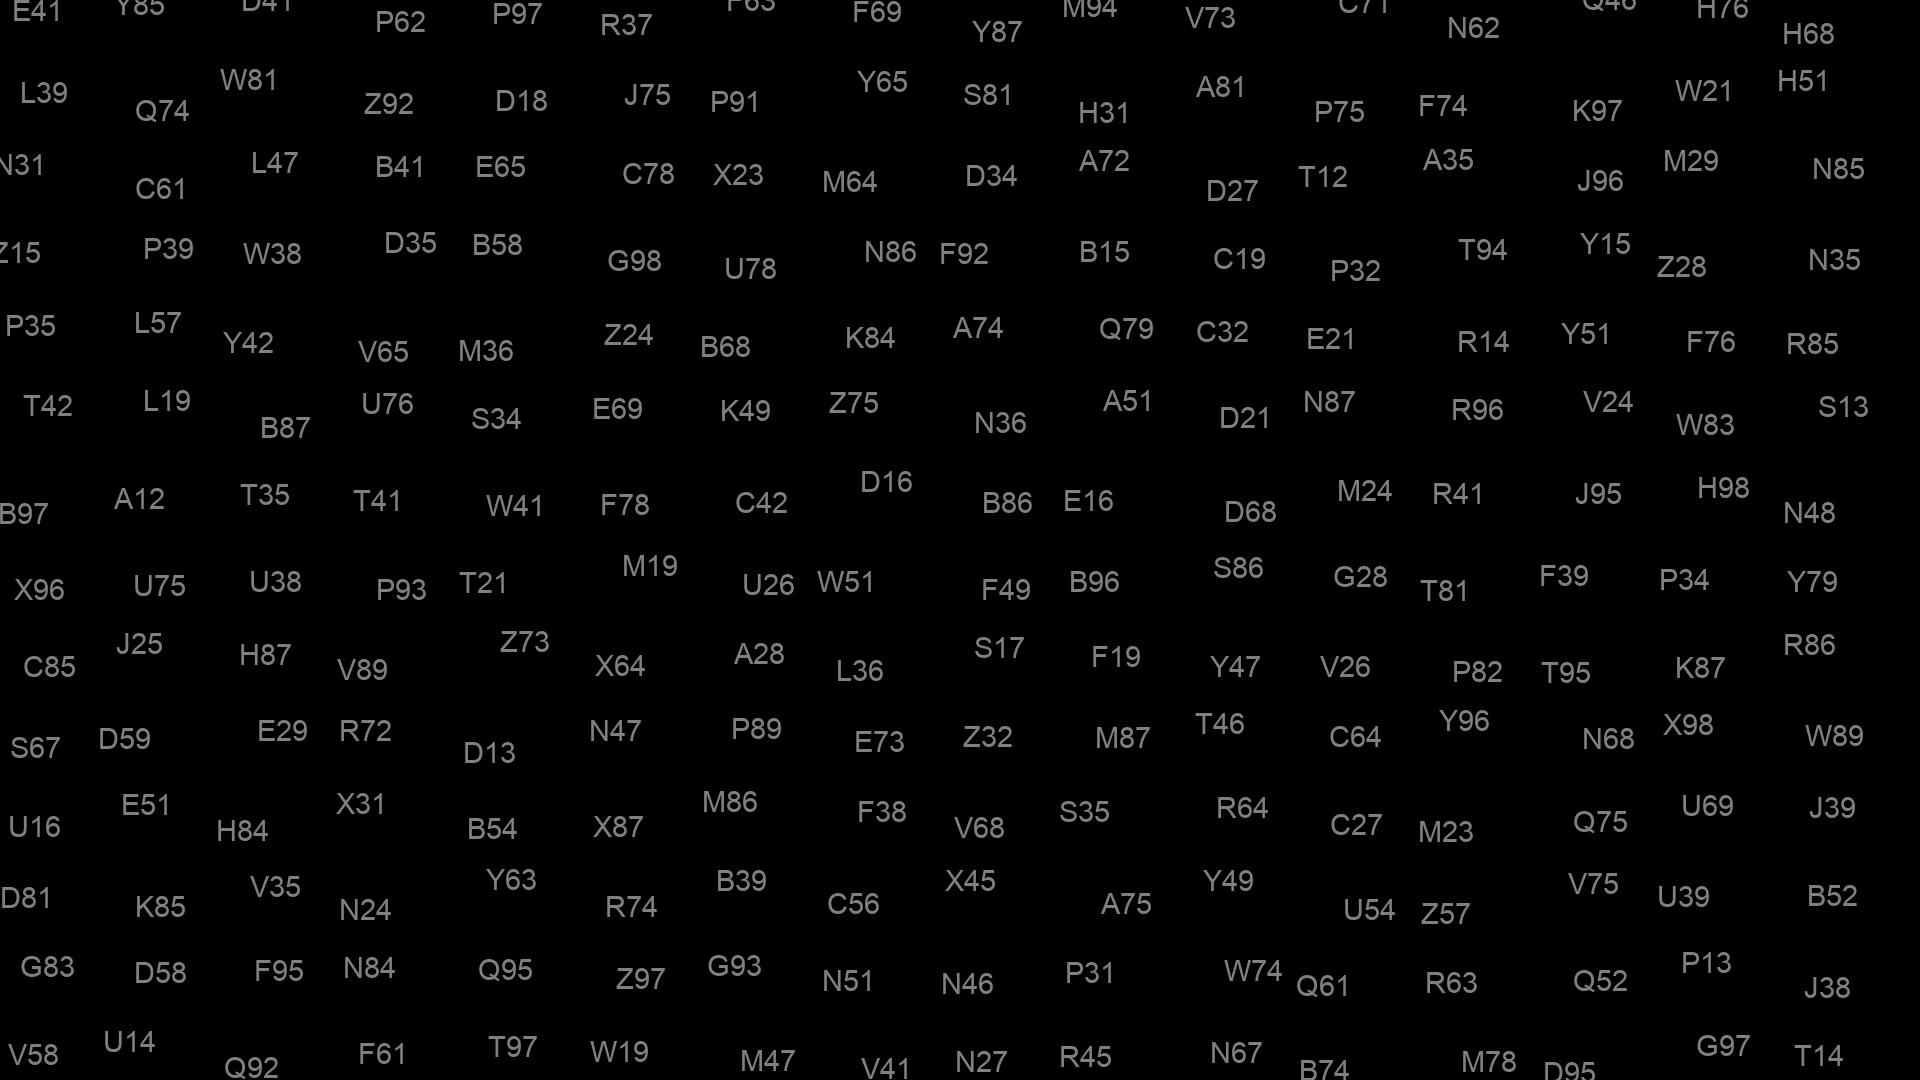 E41 Y85 D41 P62 P97 R37 F63 F69 Y87 M94 V73 C71 N62 Q46 H76 H68
L39 Q74 W81 Z92 D18 J75 P91 Y65 S81 H31 A81 P75 F74 K97 W21 H51
N31 C61 L47 B41 E65 C78 X23 M64 D34 A72 D27 T12 A35 J96 M29 N85
Z15 P39 W38 D35 B58 G98 U78 N86 F92 B15 C19 P32 T94 Y15 Z28 N35
P35 L57 Y42 V65 M36 Z24 B68 K84 A74 Q79 C32 E21 R14 Y51 F76 R85
T42 L19 B87 U76 S34 E69 K49 Z75 N36 A51 D21 N87 R96 V24 W83 S13
B97 A12 T35 T41 W41 F78 C42 D16 B86 E16 D68 M24 R41 J95 H98 N48
X96 U75 U38 P93 T21 M19 U26 W51 F49 B96 S86 G28 T81 F39 P34 Y79
C85 J25 H87 V89 Z73 X64 A28 L36 S17 F19 Y47 V26 P82 T95 K87 R86
S67 D59 E29 R72 D13 N47 P89 E73 Z32 M87 T46 C64 Y96 N68 X98 W89
U16 E51 H84 X31 B54 X87 M86 F38 V68 S35 R64 C27 M23 Q75 U69 J39
D81 K85 V35 N24 Y63 R74 B39 C56 X45 A75 Y49 U54 Z57 V75 U39 B52
G83 D58 F95 N84 Q95 Z97 G93 N51 N46 P31 W74 Q61 R63 Q52 P13 J38
V58 U14 Q92 F61 T97 W19 M47 V41 N27 R45 N67 B74 M78 D95 G97 T14